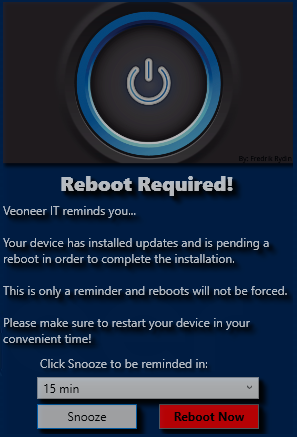 By: Fredrik Rydin
Reboot Required!
Veoneer IT reminds you...
Your device has installed updates and is pending a
reboot in order to complete the installation.
This is only a reminder and reboots will not be forced.
Please make sure to restart your device in your
convenient time!
Click Snooze to be reminded in:
15 min
Snooze
Reboot Now